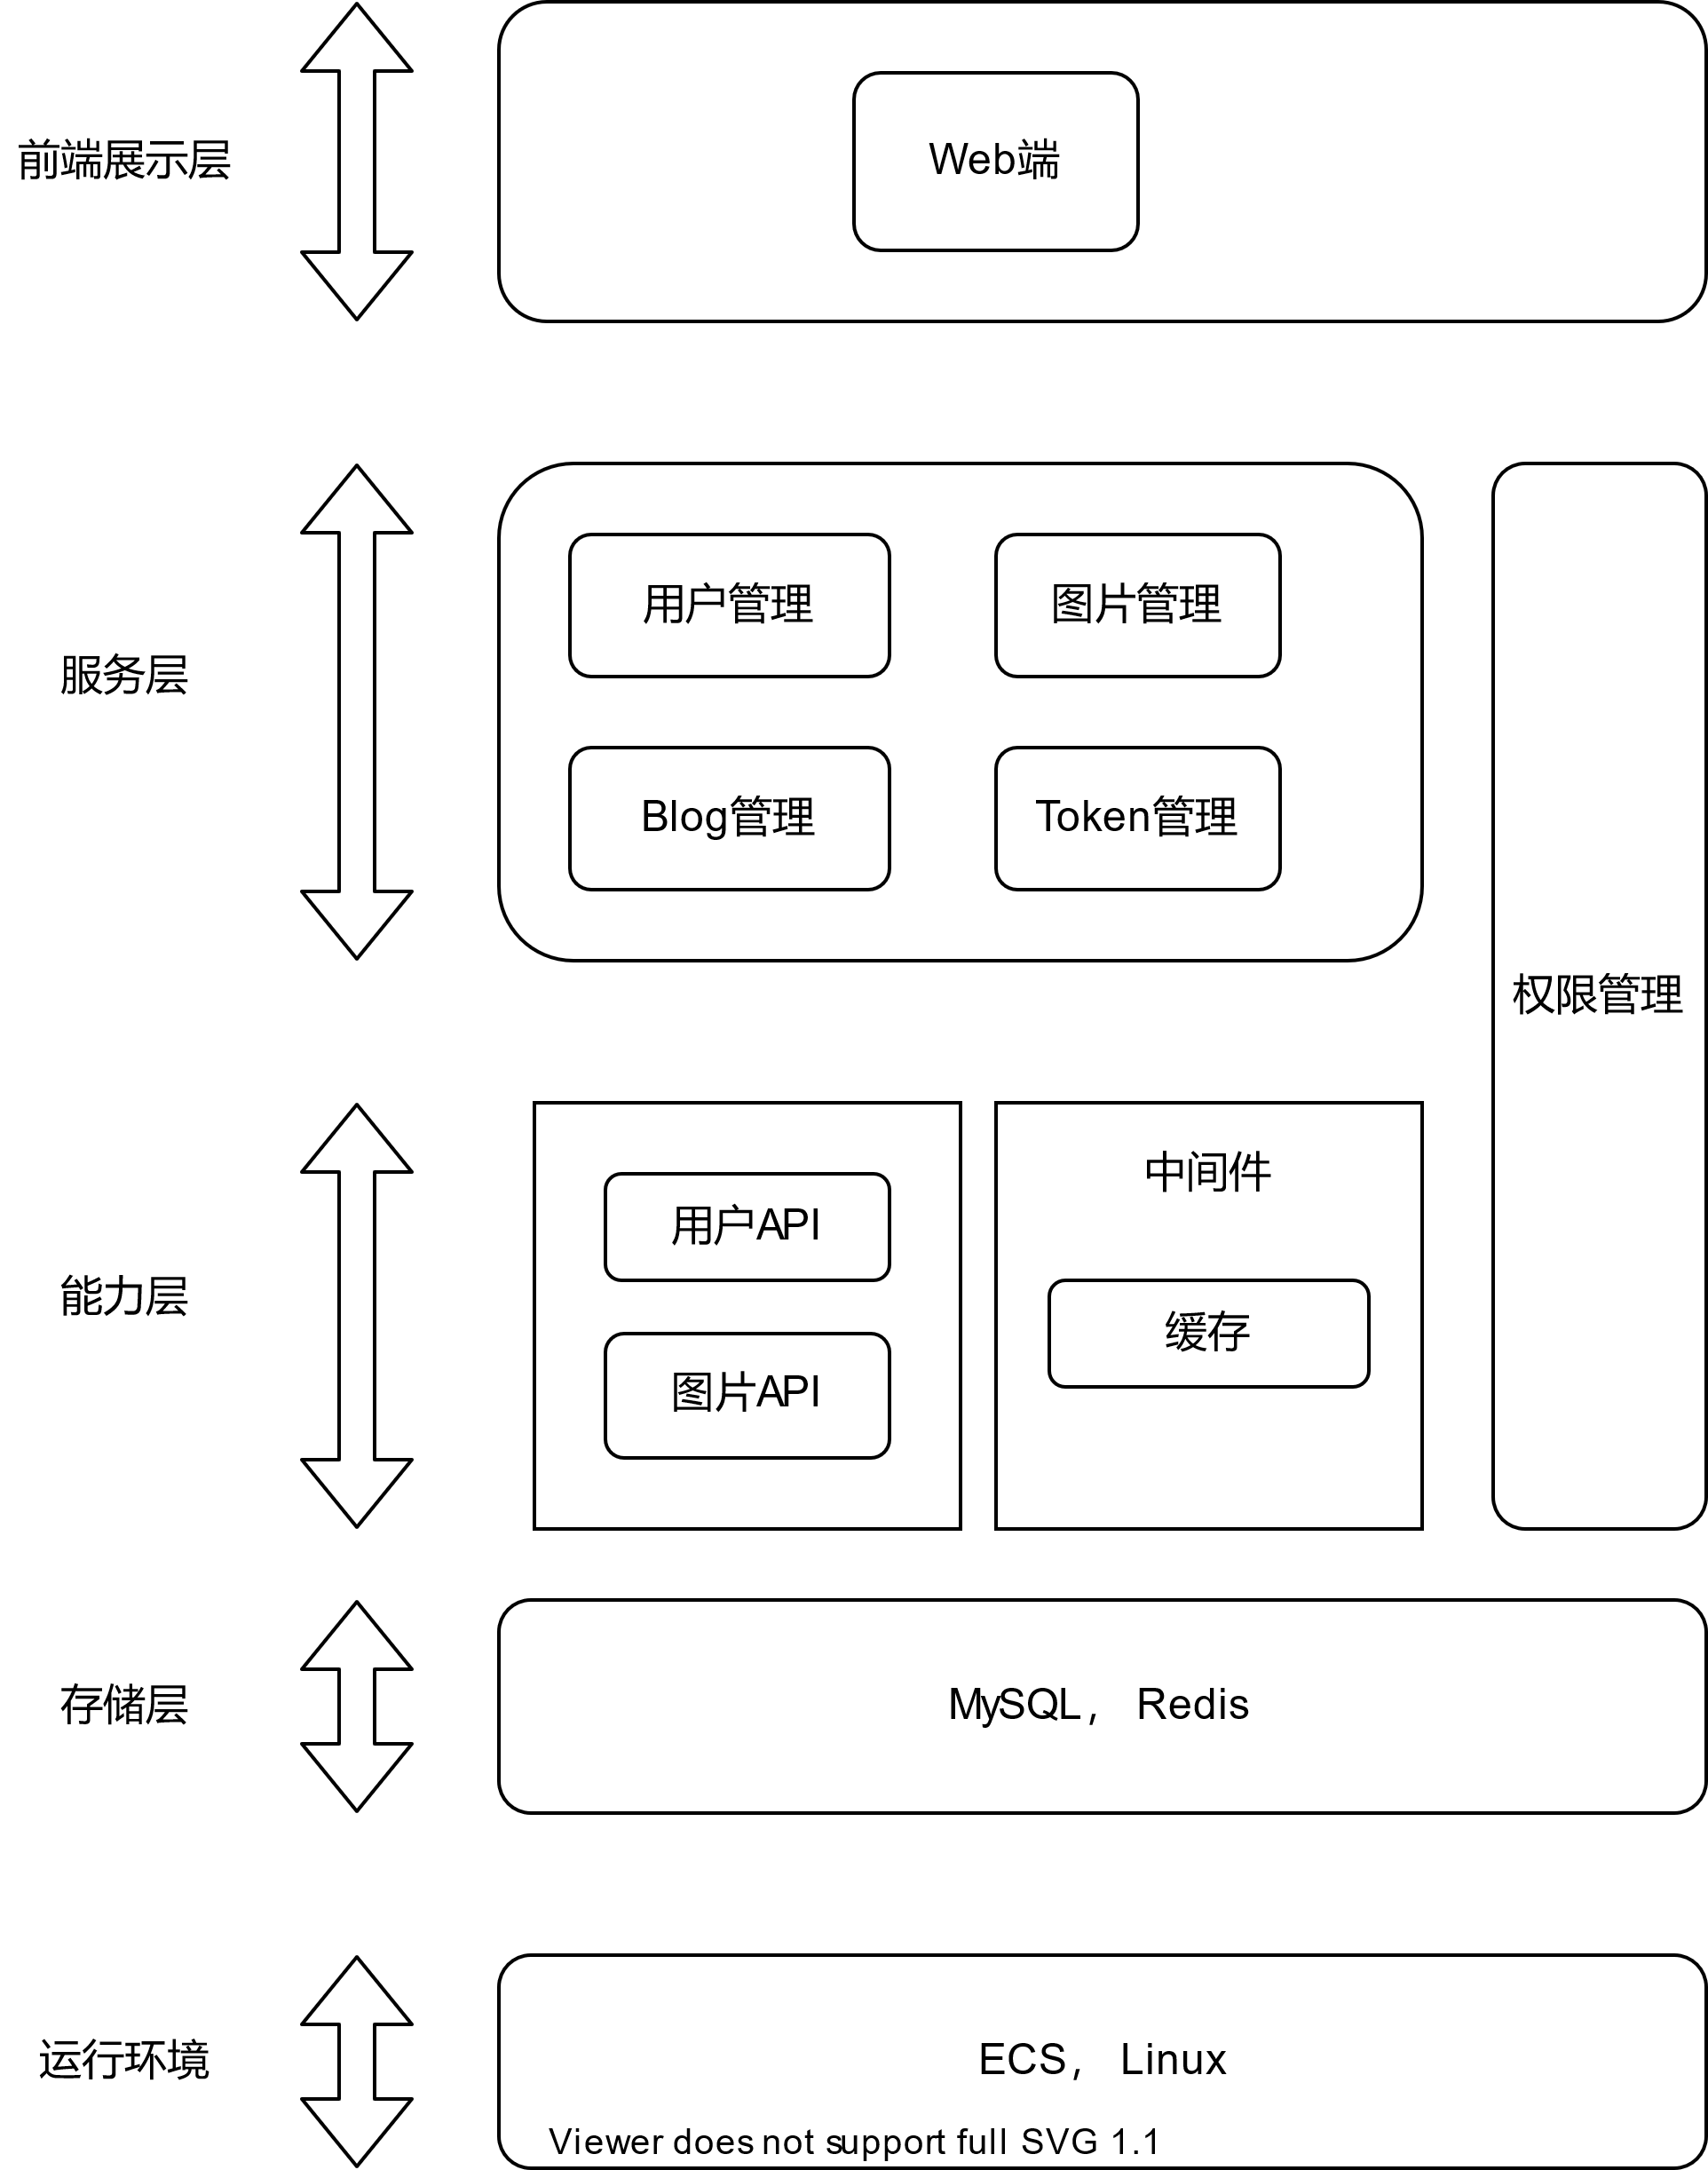 前端展示层
Web端
服务层
用户管理
图片管理
Blog管理
Token管理
权限管理
能力层
用户API
图片API
中间件
缓存
存储层
MySQL， Redis
运行环境
ECS， Linux
Viewer does not support full SVG 1.1